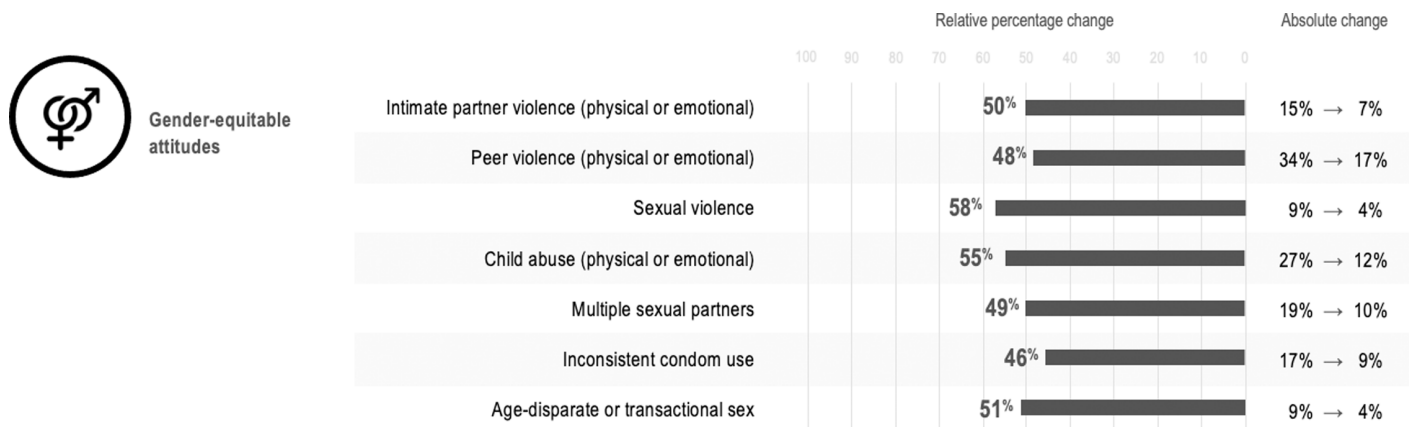 Relative percentage change Absolute change
100 90 80 70 60 50 40 30 20 10 0
Gender-equitable
attitudes
Intimate partner violence (physical or emotional) 50% 15% → 7%
Peer violence (physical or emotional) 48% 34% → 17%
Sexual violence 58% 9% → 4%
Child abuse (physical or emotional) 55% 27% → 12%
Multiple sexual partners 49% 19% → 10%
Inconsistent condom use 46% 17% → 9%
Age-disparate or transactional sex 51% 9% → 4%